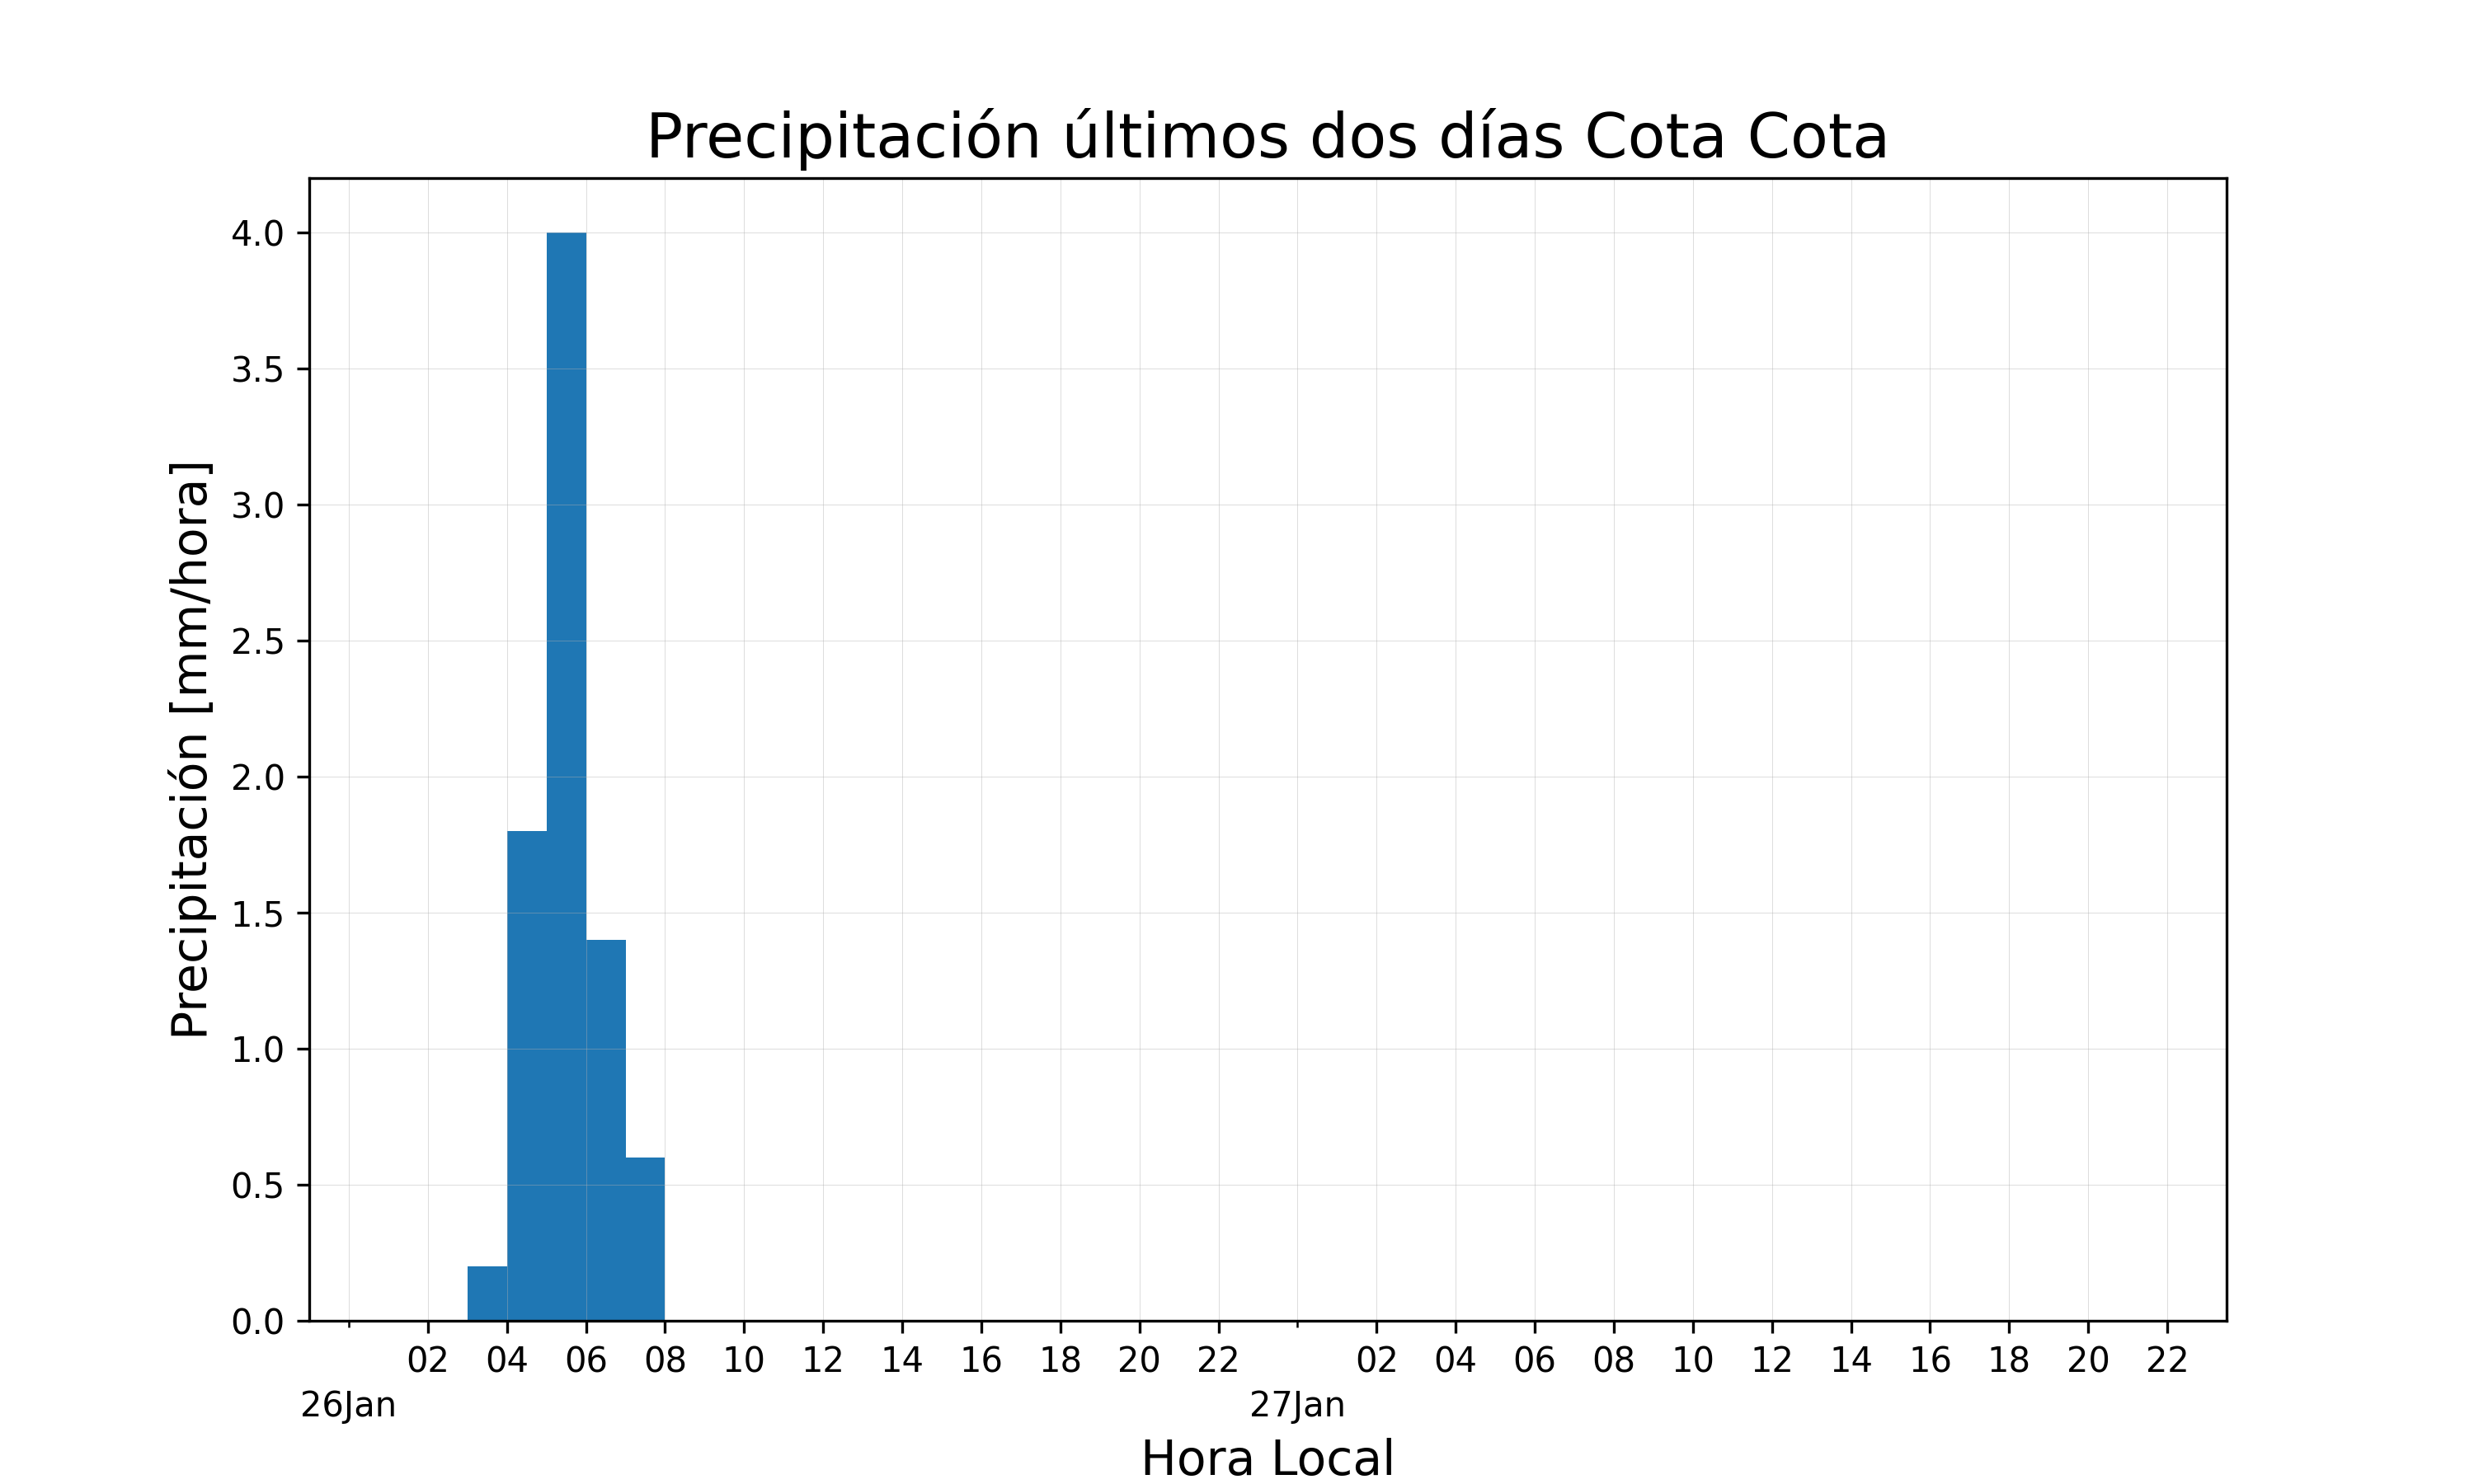 Precipitación últimos dos días Cota Cota
Precipitación [mm/hora]
4.0
3.5
3.0
2.5
2.0
1.5
1.0
0.5
0.0
02 04 06 08 10 12 14 16 18 20 22 02 04 06 08 10 12 14 16 18 20 22
26Jan 27Jan
Hora Local